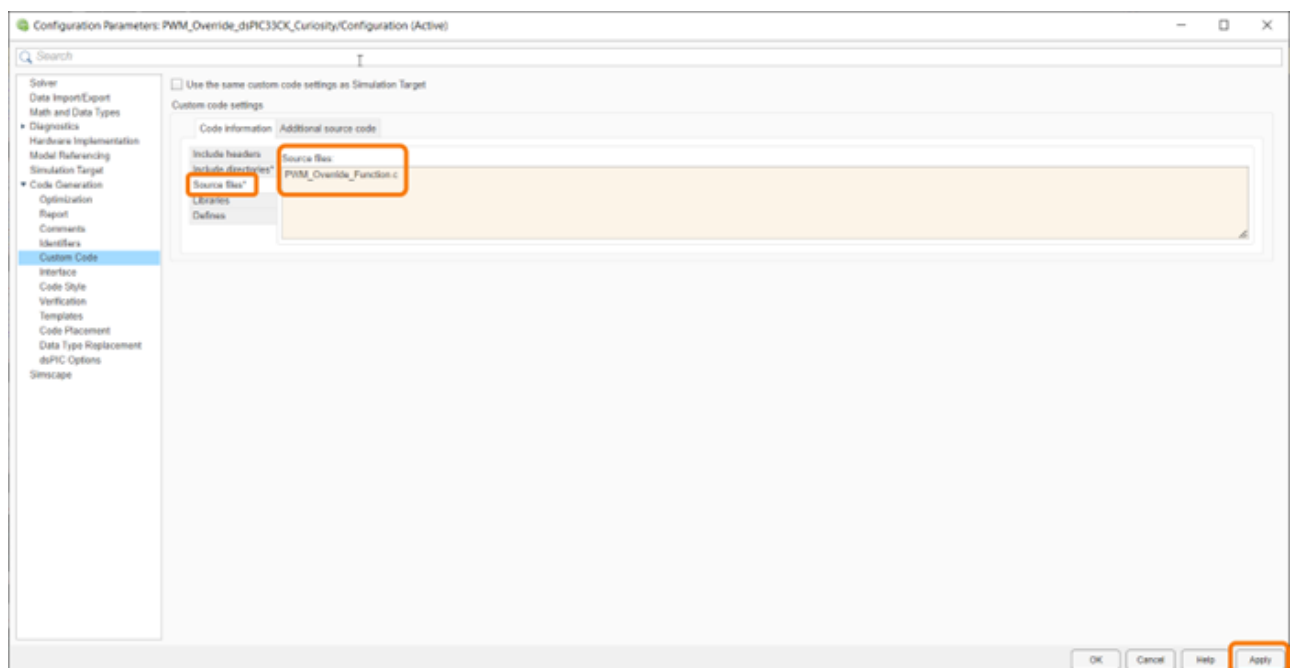 Configuration Parameters: PWM_Override_dsPIC33CK_Curiosity/Configuration (Active)
Search
Solver
Data Import/Export
Math and Data Types
Diagnostics
Hardware Implementation
Model Referencing
Simulation Target
Code Generation
Optimization
Report
Comments
Identifiers
Custom Code
Interface
Code Style
Verification
Templates
Code Placement
Data Type Replacement
dsPIC Options
Simscape
Use the same custom code settings as Simulation Target
Custom code settings
Code Information Additional source code
Include headers
Include directories*
Source files*
Libraries
Defines
Source files:
PWM_Override_Function.c
OK Cancel Help Apply